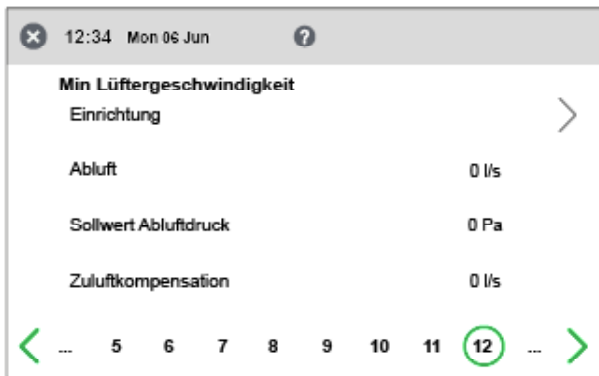 12:34 Mon 06 Jun ?
Min Lüftergeschwindigkeit
Einrichtung
Abluft 0 l/s
Sollwert Abluftdruck 0 Pa
Zuluftkompensation 0 l/s
... 5 6 7 8 9 10 11 12 ...